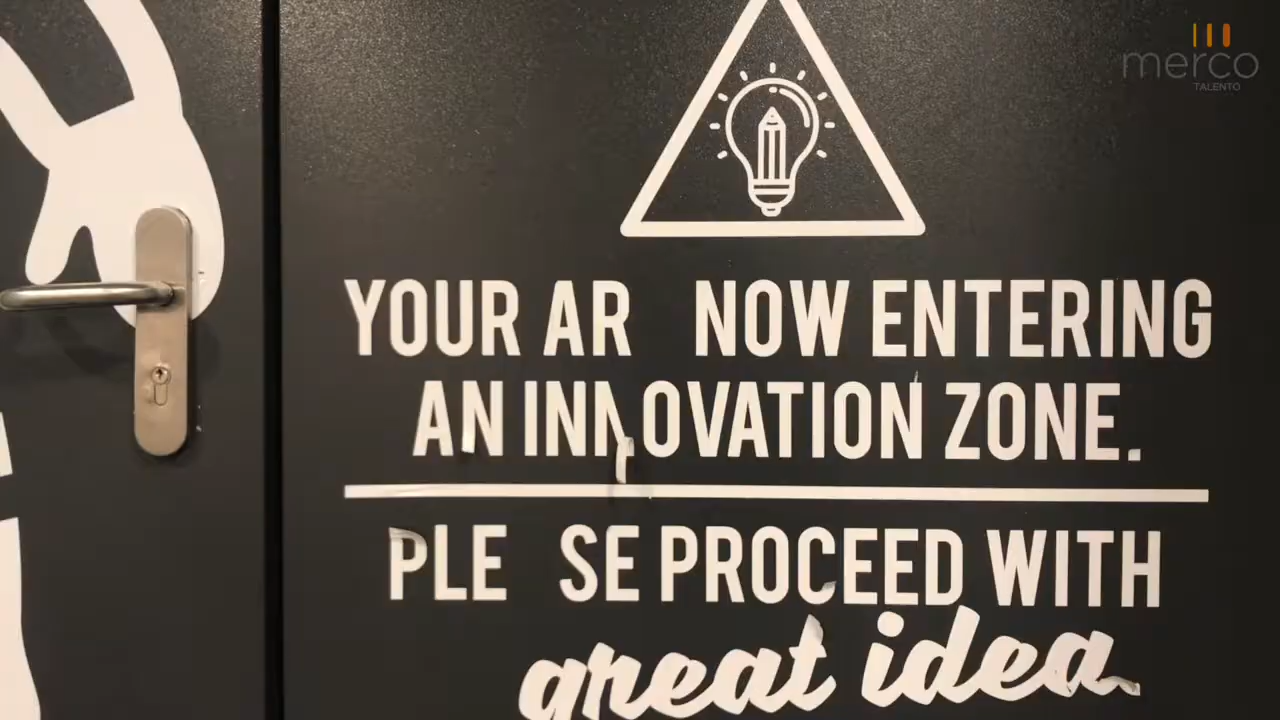 merco
TALENTO
YOUR AR NOW ENTERING
AN INNOVATION ZONE.
PLE SE PROCEED WITH
great idea